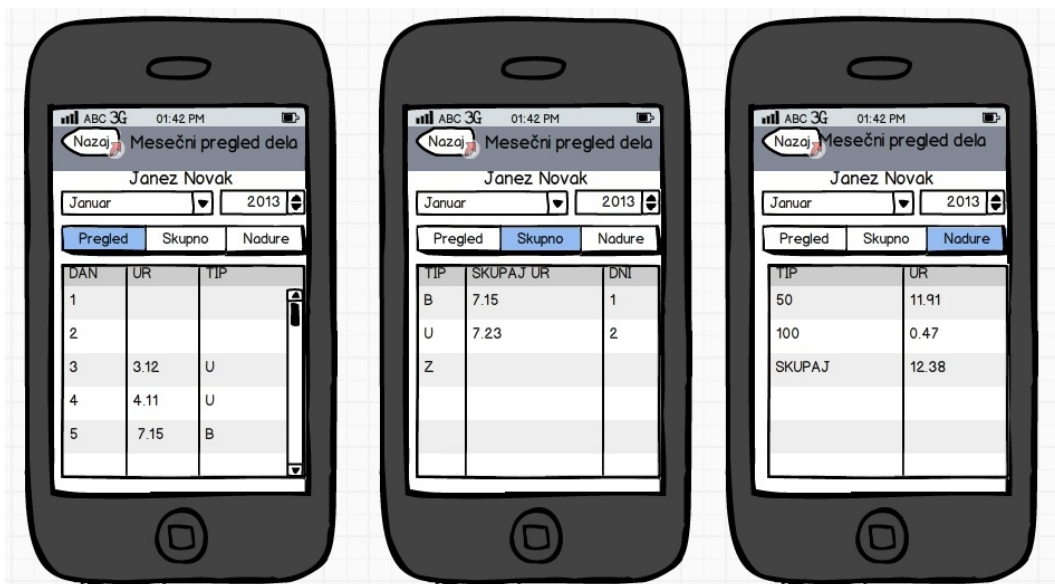 ABC 3G 01:42 PM
Nazaj Mesečni pregled dela
Janez Novak
Januar 2013
Pregled Skupno Nadure
DAN UR TIP
1
2
3 3.12 U
4 4.11 U
5 7.15 B
ABC 3G 01:42 PM
Nazaj Mesečni pregled dela
Janez Novak
Januar 2013
Pregled Skupno Nadure
TIP SKUPAJ UR DNI
B 7.15 1
U 7.23 2
Z
ABC 3G 01:42 PM
Nazaj Mesečni pregled dela
Janez Novak
Januar 2013
Pregled Skupno Nadure
TIP UR
50 11.91
100 0.47
SKUPAJ 12.38